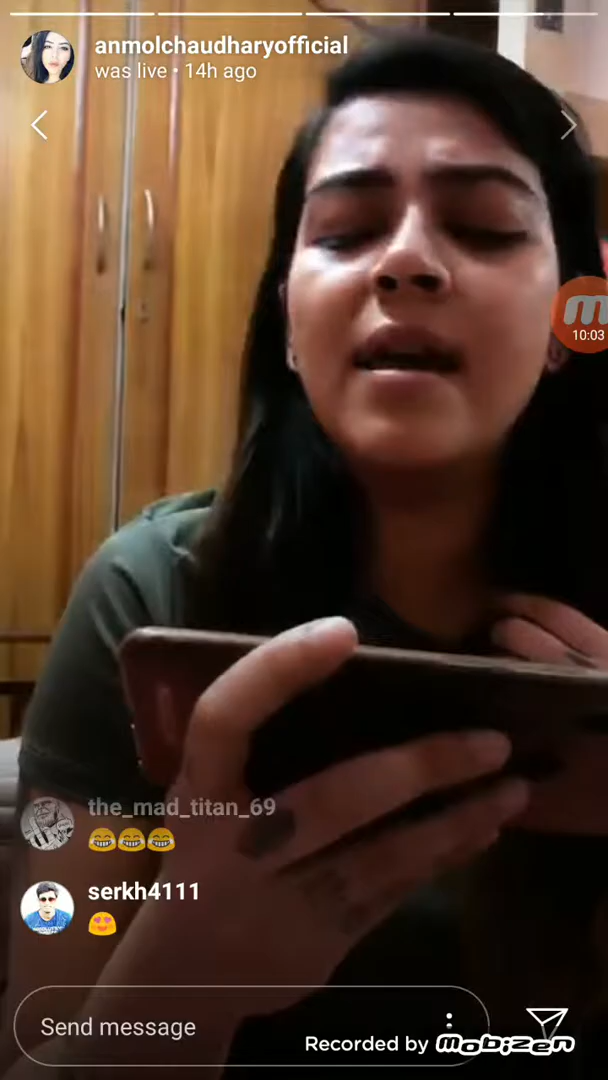 anmolchaudharyofficial
was live • 14h ago
10:03
the_mad_titan_69
😂😂😂
serkh4111
😍
Send message
Recorded by mobizen